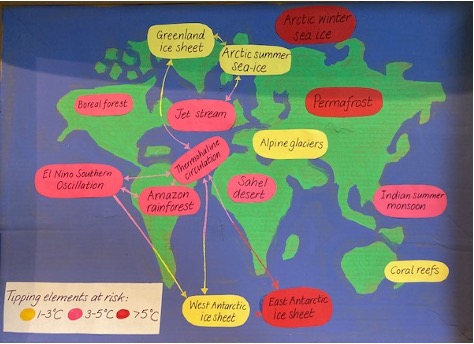 Arctic winter
sea ice
Greenland
ice sheet
Arctic summer
sea-ice
Boreal forest
Jet stream
Permafrost
Alpine glaciers
Thermohaline
circulation
El Nino Southern
Oscillation
Amazon
rainforest
Sahel
desert
Indian summer
monsoon
Coral reefs
West Antarctic
ice sheet
East Antarctic
ice sheet
Tipping elements at risk:
1-3°C
3-5°C
>5°C